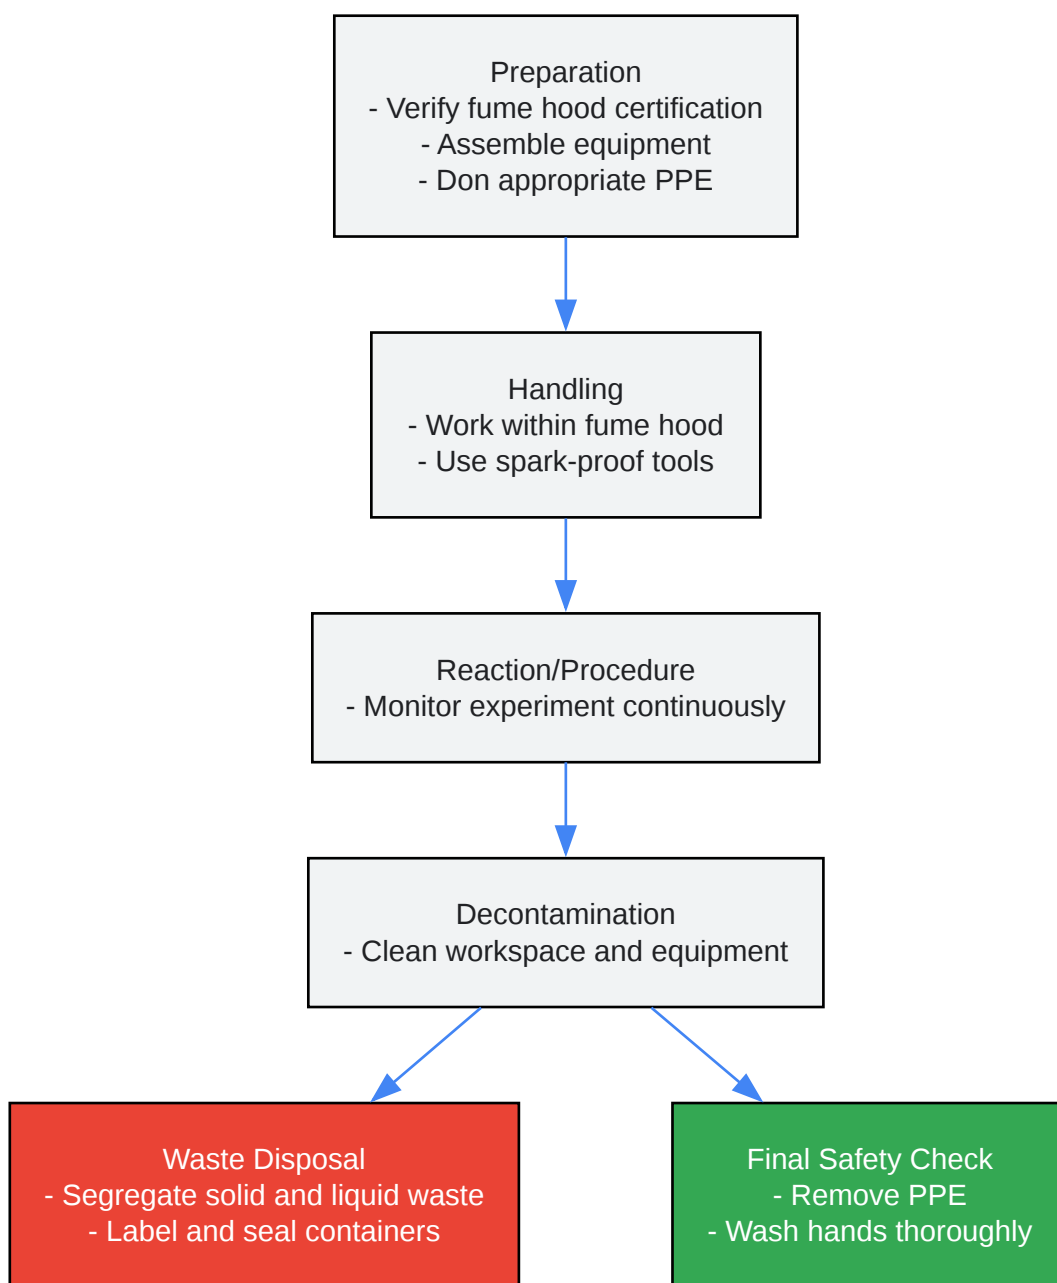 Preparation
- Verify fume hood certification
- Assemble equipment
- Don appropriate PPE
Handling
- Work within fume hood
- Use spark-proof tools
Reaction/Procedure
- Monitor experiment continuously
Decontamination
- Clean workspace and equipment
Waste Disposal
- Segregate solid and liquid waste
- Label and seal containers
Final Safety Check
- Remove PPE
- Wash hands thoroughly